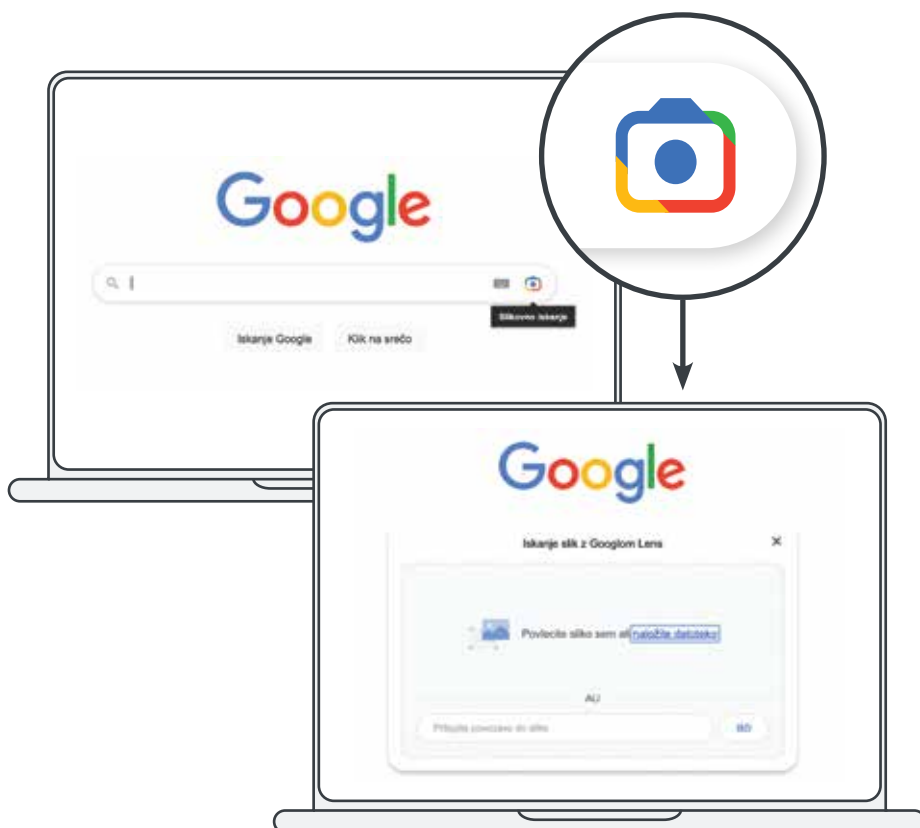 Google
Slikovno iskanje
Iskanje Google Klik na srečo
Google
Iskanje slik z Googlom Lens
Povlecite sliko sem ali naložite datoteko
ALI
Prilepite povezavo do slike